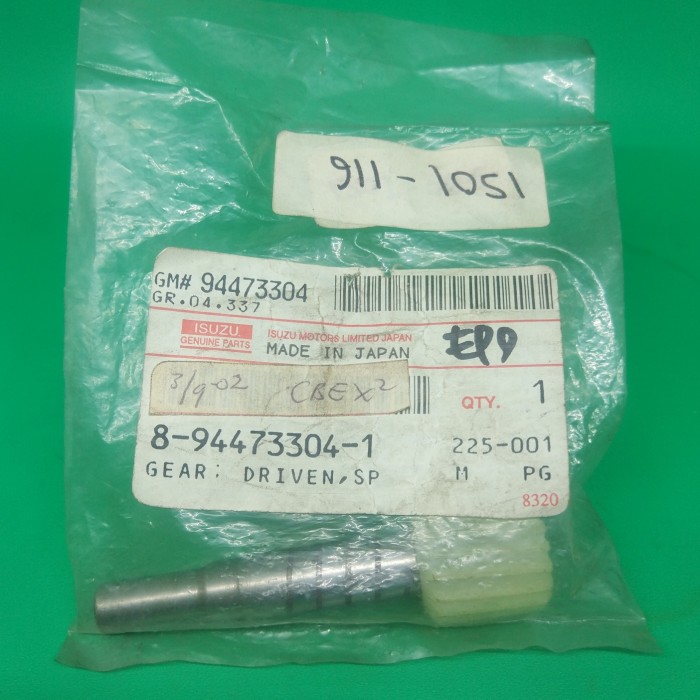 911-1051
GM# 94473304
GR.04.337
ISUZU
GENUINE PARTS
ISUZU MOTORS LIMITED JAPAN
MADE IN JAPAN
3/9-02 CBEX2
QTY. 1
8-94473304-1
225-001
GEAR: DRIVEN,SP
M PG
8320